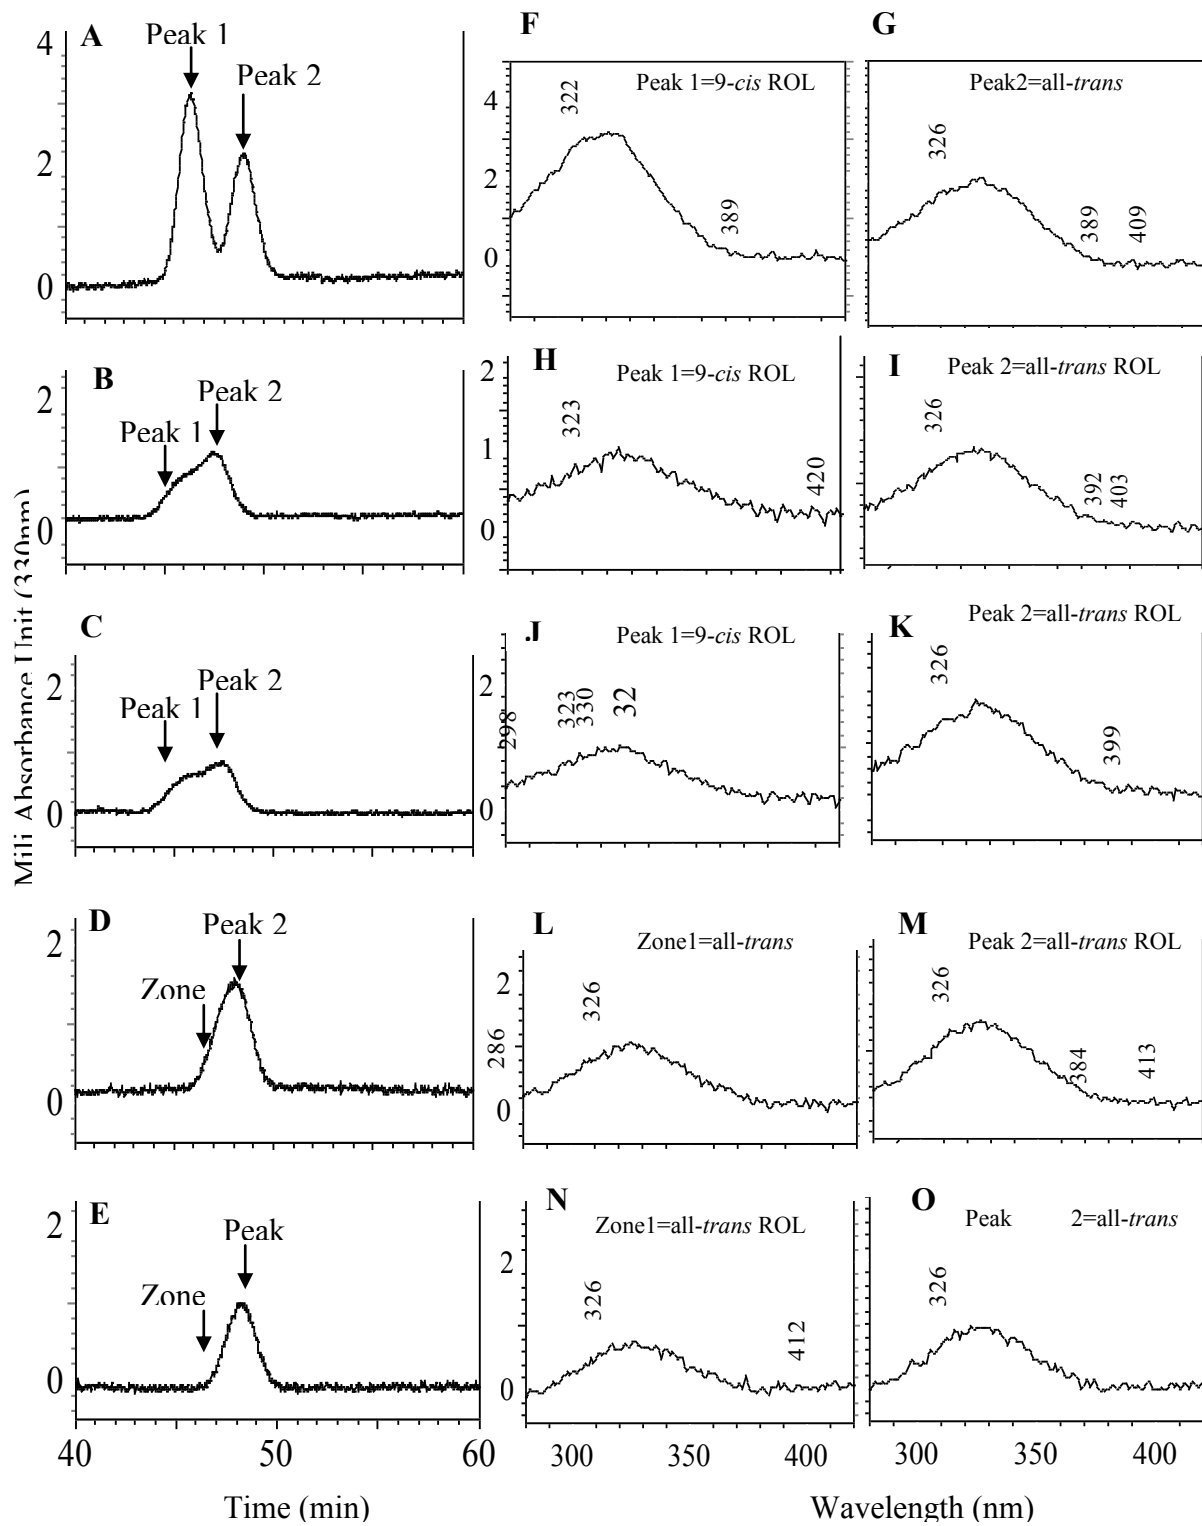 A
Peak 1
Peak 2
4
2
0
F
Peak 1=9-cis ROL
322
389
4
2
0
G
Peak2=all-trans
326
389
409
B
Peak 2
Peak 1
2
0
H
Peak 1=9-cis ROL
323
420
2
1
0
I
Peak 2=all-trans ROL
326
392
403
Mili Absorbance Unit (330nm)
C
Peak 2
Peak 1
2
0
J
Peak 1=9-cis ROL
298
323
330
32
2
0
K
Peak 2=all-trans ROL
326
399
D
Peak 2
Zone
2
0
L
Zone1=all-trans
326
286
2
0
M
Peak 2=all-trans ROL
326
384
413
E
Peak
Zone
2
0
N
Zone1=all-trans ROL
326
412
2
0
O
Peak 2=all-trans
326
40 50 60
300 350 400
300 350 400
Time (min)
Wavelength (nm)